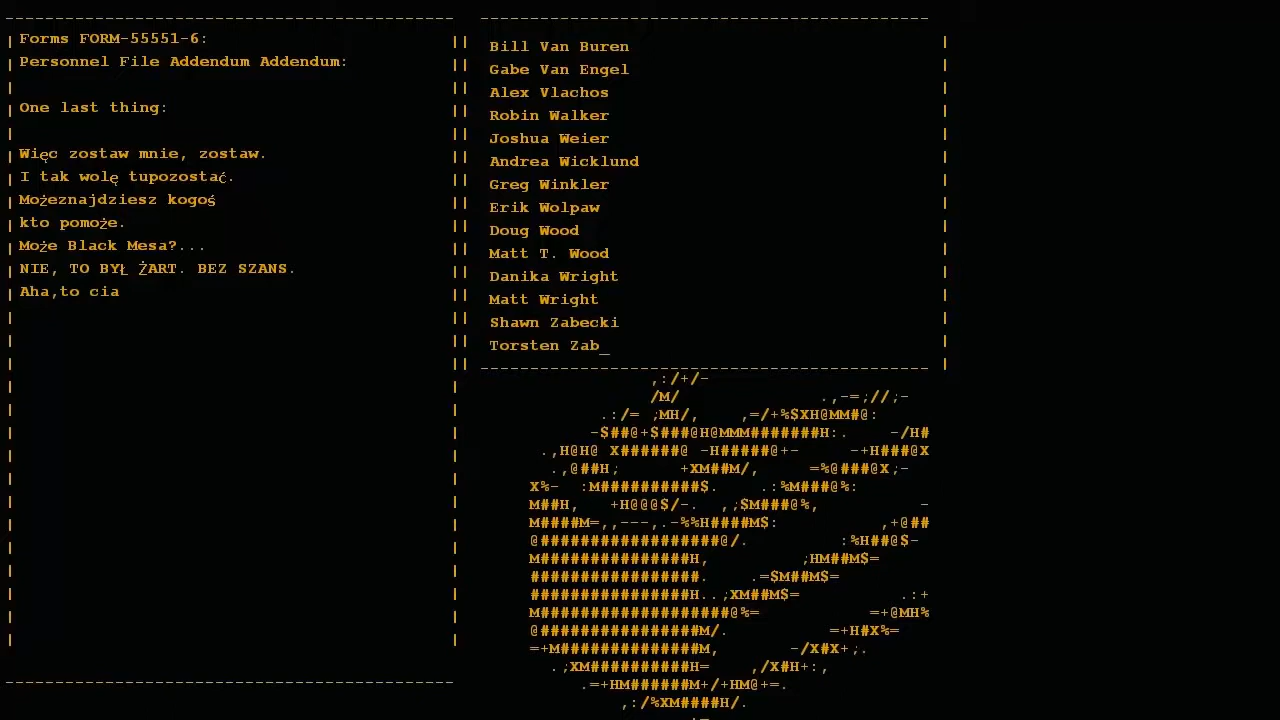 Forms FORM-55551-6:
Personnel File Addendum Addendum:
One last thing:
Więc zostaw mnie, zostaw.
I tak wolę tupozostać.
Możeznajdziesz kogoś
kto pomoże.
Może Black Mesa?...
NIE, TO BYŁ ŻART. BEZ SZANS.
Aha,to cia
Bill Van Buren
Gabe Van Engel
Alex Vlachos
Robin Walker
Joshua Weier
Andrea Wicklund
Greg Winkler
Erik Wolpaw
Doug Wood
Matt T. Wood
Danika Wright
Matt Wright
Shawn Zabecki
Torsten Zab_